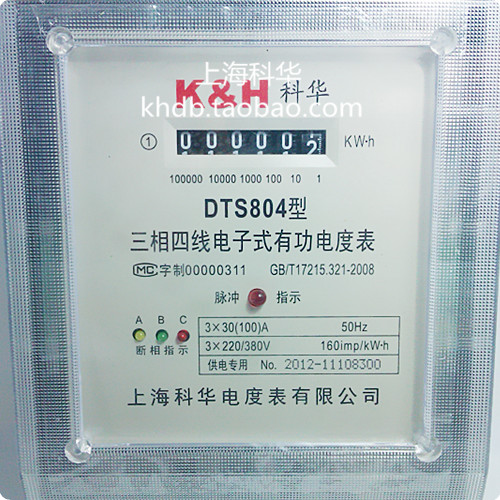 上海科华
K&H 科华
khdb.taobao.com
① 000002 KW·h
100000 10000 1000 100 10 1
DTS804型
三相四线电子式有功电度表
MC 字制00000311 GB/T17215.321-2008
脉冲 指示
A B C
断相指示
3×30(100)A 50Hz
3×220/380V 160imp/kW·h
供电专用 No. 2012-11108300
上海科华电度表有限公司